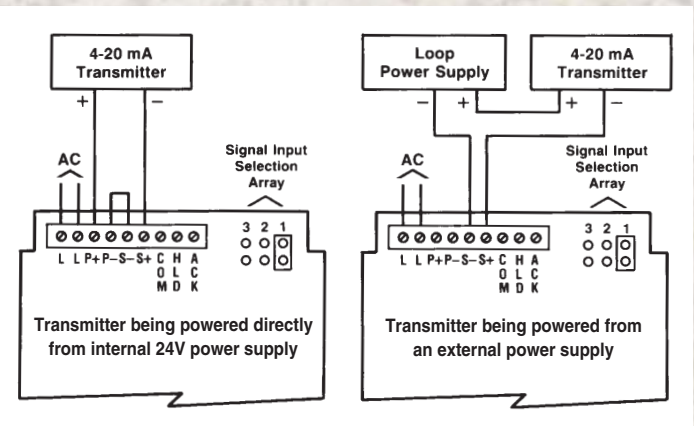 4-20 mA
Transmitter
+ −
AC
Signal Input
Selection
Array
3 2 1
L L P+ P− S− S+ C H A
O L C
M D K
Transmitter being powered directly
from internal 24V power supply
Loop
Power Supply
4-20 mA
Transmitter
− + + −
AC
Signal Input
Selection
Array
3 2 1
L L P+ P− S− S+ C H A
O L C
M D K
Transmitter being powered from
an external power supply